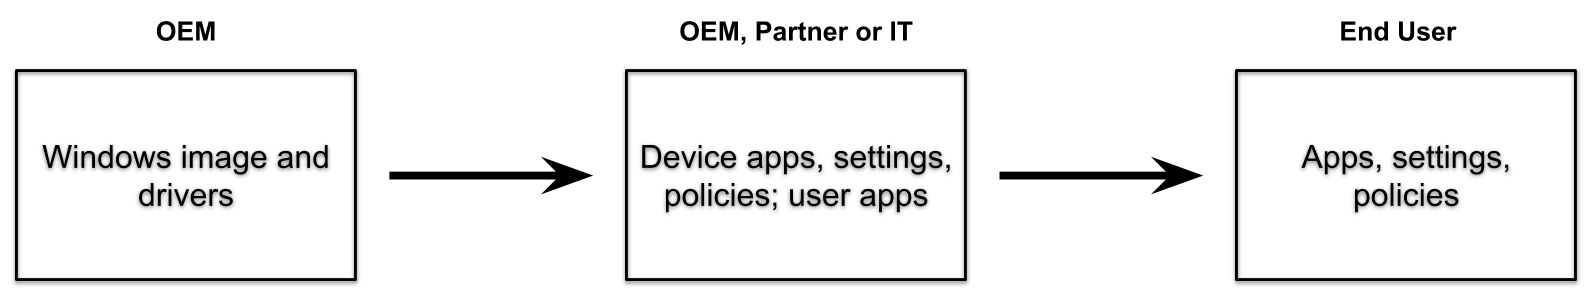 OEM
Windows image and
drivers
OEM, Partner or IT
Device apps, settings,
policies; user apps
End User
Apps, settings,
policies